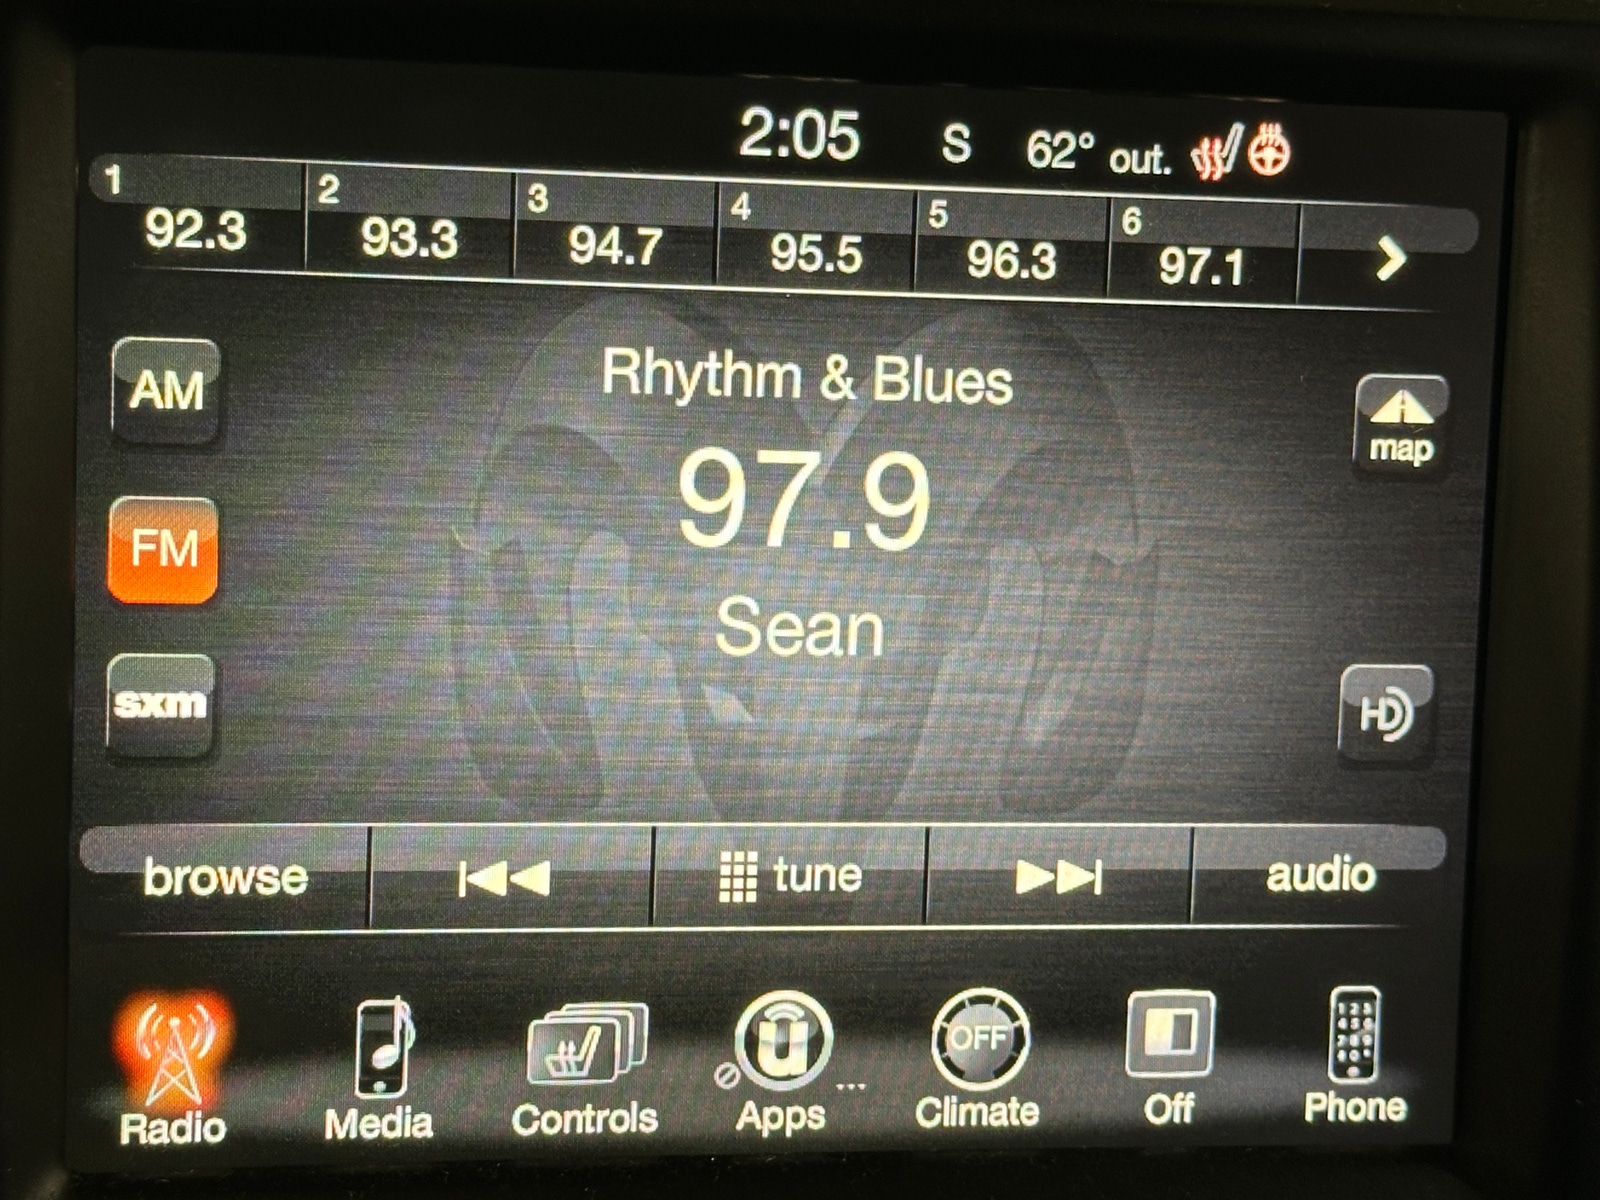 2:05 S 62° out.
1 2 3 4 5 6
92.3 93.3 94.7 95.5 96.3 97.1
AM
Rhythm & Blues
map
97.9
FM
Sean
sxm
HD
browse tune audio
OFF
Radio Media Controls Apps Climate Off Phone